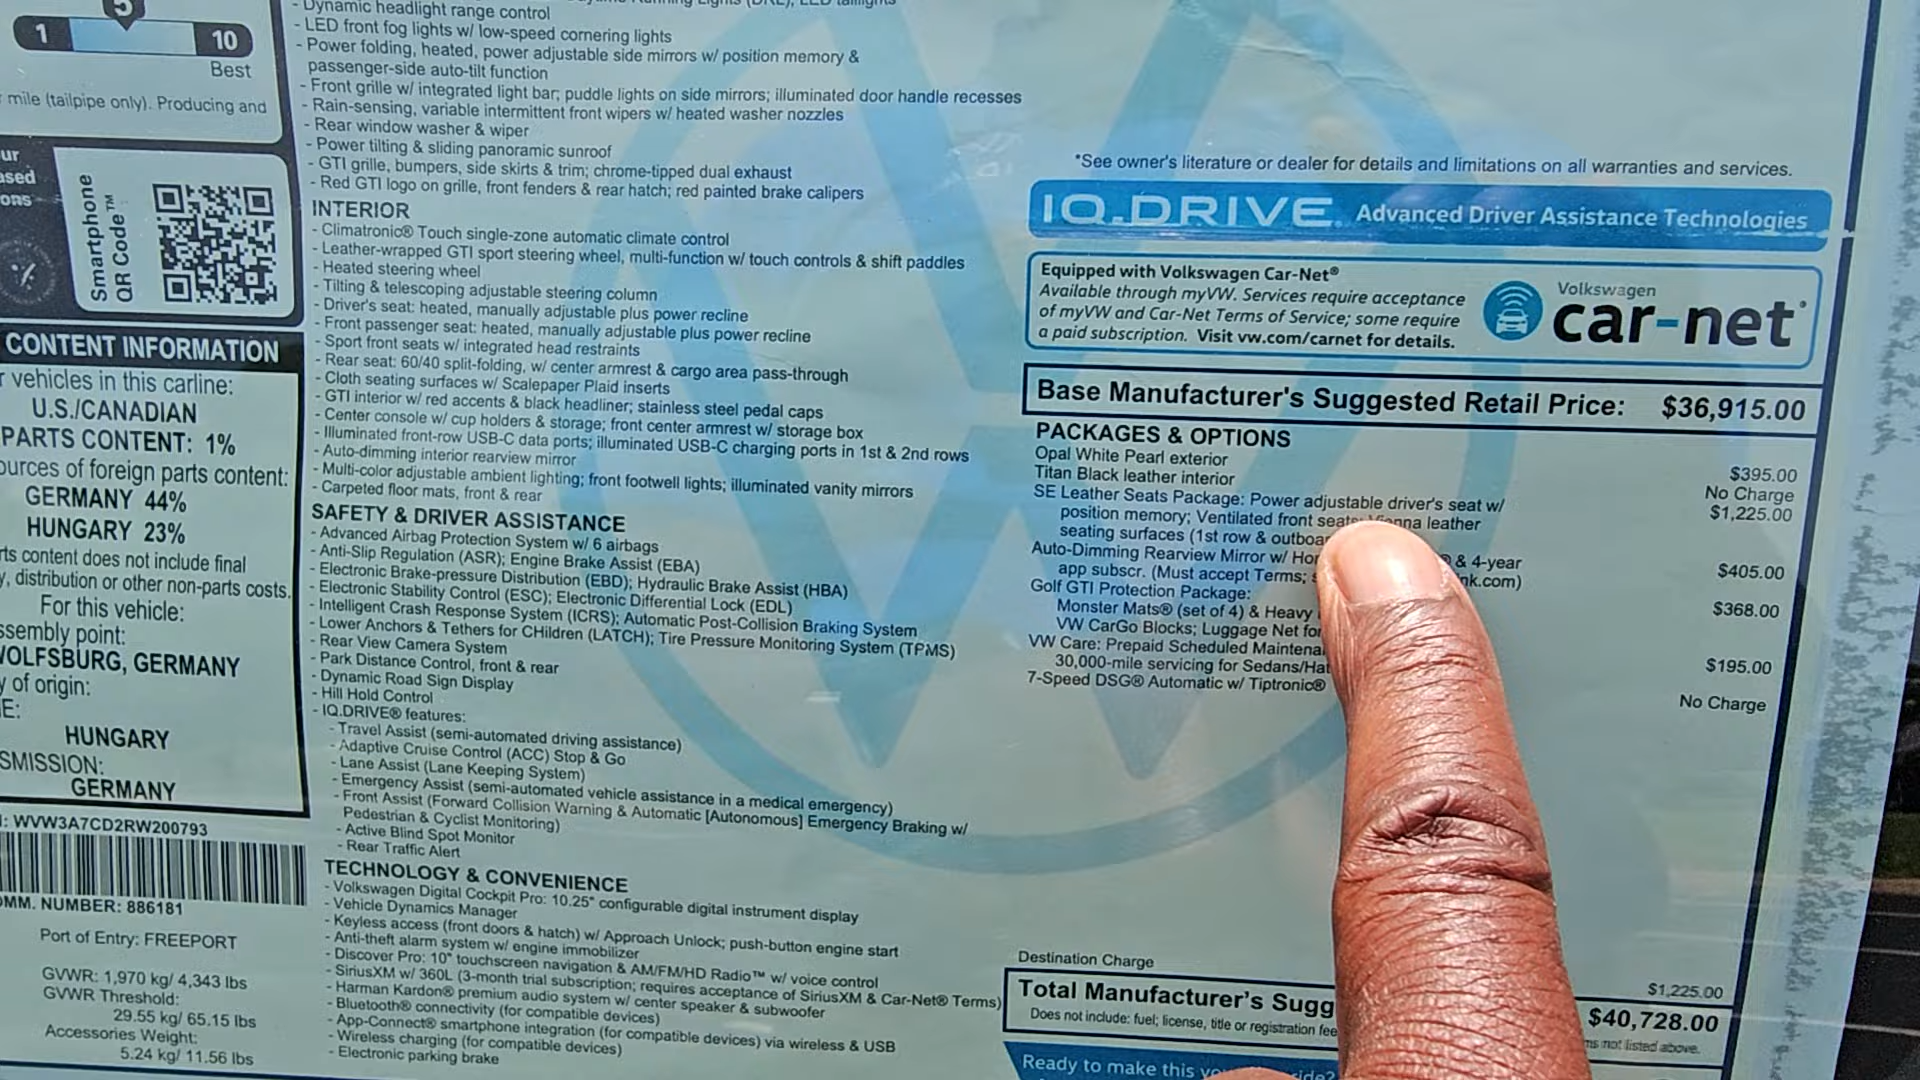 5
1
10
Best
mile (tailpipe only). Producing and
Smartphone
QR Code™
CONTENT INFORMATION
vehicles in this carline:
U.S./CANADIAN
PARTS CONTENT: 1%
ources of foreign parts content:
GERMANY 44%
HUNGARY 23%
ts content does not include final
y, distribution or other non-parts costs.
For this vehicle:
ssembly point:
WOLFSBURG, GERMANY
y of origin:
E:
HUNGARY
SMISSION:
GERMANY
: WVW3A7CD2RW200793
OMM. NUMBER: 886181
Port of Entry: FREEPORT
GVWR: 1,970 kg/ 4,343 lbs
GVWR Threshold:
29.55 kg/ 65.15 lbs
Accessories Weight:
5.24 kg/ 11.56 lbs
- Dynamic headlight range control
- LED front fog lights w/ low-speed cornering lights
- Power folding, heated, power adjustable side mirrors w/ position memory &
passenger-side auto-tilt function
- Front grille w/ integrated light bar; puddle lights on side mirrors; illuminated door handle recesses
- Rain-sensing, variable intermittent front wipers w/ heated washer nozzles
- Rear window washer & wiper
- Power tilting & sliding panoramic sunroof
- GTI grille, bumpers, side skirts & trim; chrome-tipped dual exhaust
- Red GTI logo on grille, front fenders & rear hatch; red painted brake calipers
INTERIOR
- Climatronic® Touch single-zone automatic climate control
- Leather-wrapped GTI sport steering wheel, multi-function w/ touch controls & shift paddles
- Heated steering wheel
- Tilting & telescoping adjustable steering column
- Driver's seat: heated, manually adjustable plus power recline
- Front passenger seat: heated, manually adjustable plus power recline
- Sport front seats w/ integrated head restraints
- Rear seat: 60/40 split-folding, w/ center armrest & cargo area pass-through
- Cloth seating surfaces w/ Scalepaper Plaid inserts
- GTI interior w/ red accents & black headliner; stainless steel pedal caps
- Center console w/ cup holders & storage; front center armrest w/ storage box
- Illuminated front-row USB-C data ports; illuminated USB-C charging ports in 1st & 2nd rows
- Auto-dimming interior rearview mirror
- Multi-color adjustable ambient lighting; front footwell lights; illuminated vanity mirrors
- Carpeted floor mats, front & rear
SAFETY & DRIVER ASSISTANCE
- Advanced Airbag Protection System w/ 6 airbags
- Anti-Slip Regulation (ASR); Engine Brake Assist (EBA)
- Electronic Brake-pressure Distribution (EBD); Hydraulic Brake Assist (HBA)
- Electronic Stability Control (ESC); Electronic Differential Lock (EDL)
- Intelligent Crash Response System (ICRS); Automatic Post-Collision Braking System
- Lower Anchors & Tethers for CHildren (LATCH); Tire Pressure Monitoring System (TPMS)
- Rear View Camera System
- Park Distance Control, front & rear
- Dynamic Road Sign Display
- Hill Hold Control
- IQ.DRIVE® features:
- Travel Assist (semi-automated driving assistance)
- Adaptive Cruise Control (ACC) Stop & Go
- Lane Assist (Lane Keeping System)
- Emergency Assist (semi-automated vehicle assistance in a medical emergency)
- Front Assist (Forward Collision Warning & Automatic [Autonomous] Emergency Braking w/
Pedestrian & Cyclist Monitoring)
- Active Blind Spot Monitor
- Rear Traffic Alert
TECHNOLOGY & CONVENIENCE
- Volkswagen Digital Cockpit Pro: 10.25" configurable digital instrument display
- Vehicle Dynamics Manager
- Keyless access (front doors & hatch) w/ Approach Unlock; push-button engine start
- Anti-theft alarm system w/ engine immobilizer
- Discover Pro: 10" touchscreen navigation & AM/FM/HD Radio™ w/ voice control
- SiriusXM w/ 360L (3-month trial subscription; requires acceptance of SiriusXM & Car-Net® Terms)
- Harman Kardon® premium audio system w/ center speaker & subwoofer
- Bluetooth® connectivity (for compatible devices)
- App-Connect® smartphone integration (for compatible devices) via wireless & USB
- Wireless charging (for compatible devices)
- Electronic parking brake
*See owner's literature or dealer for details and limitations on all warranties and services.
IQ.DRIVE® Advanced Driver Assistance Technologies
Equipped with Volkswagen Car-Net®
Available through myVW. Services require acceptance
of myVW and Car-Net Terms of Service; some require
a paid subscription. Visit vw.com/carnet for details.
Volkswagen
car-net®
Base Manufacturer's Suggested Retail Price: $36,915.00
PACKAGES & OPTIONS
Opal White Pearl exterior $395.00
Titan Black leather interior No Charge
SE Leather Seats Package: Power adjustable driver's seat w/ $1,225.00
position memory; Ventilated front seats; Vienna leather
seating surfaces (1st row & outboa
Auto-Dimming Rearview Mirror w/ Ho & 4-year $405.00
app subscr. (Must accept Terms; nk.com)
Golf GTI Protection Package: $368.00
Monster Mats® (set of 4) & Heavy
VW CarGo Blocks; Luggage Net fo
VW Care: Prepaid Scheduled Maintena $195.00
30,000-mile servicing for Sedans/Hat
7-Speed DSG® Automatic w/ Tiptronic® No Charge
Destination Charge $1,225.00
Total Manufacturer's Sugg $40,728.00
Does not include: fuel; license, title or registration fee ms not listed above.
Ready to make this yo ride?